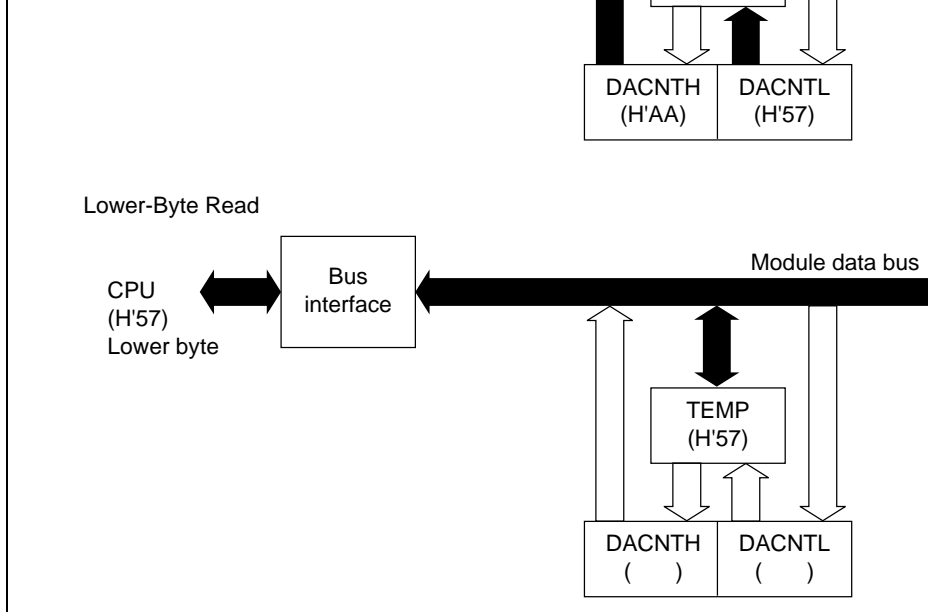 DACNTH DACNTL
(H'AA) (H'57)
Lower-Byte Read
Module data bus
Bus
interface
CPU
(H'57)
Lower byte
TEMP
(H'57)
DACNTH DACNTL
( ) ( )